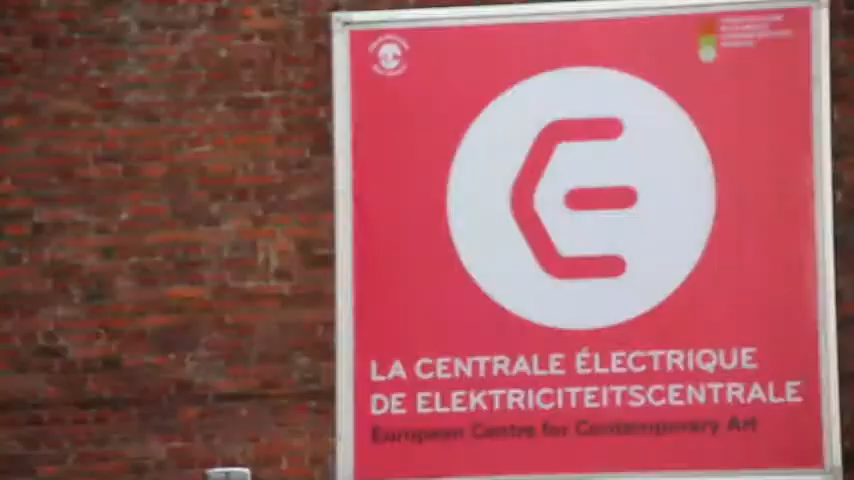 LA CENTRALE ÉLECTRIQUE
DE ELEKTRICITEITSCENTRALE
European Centre for Contemporary Art